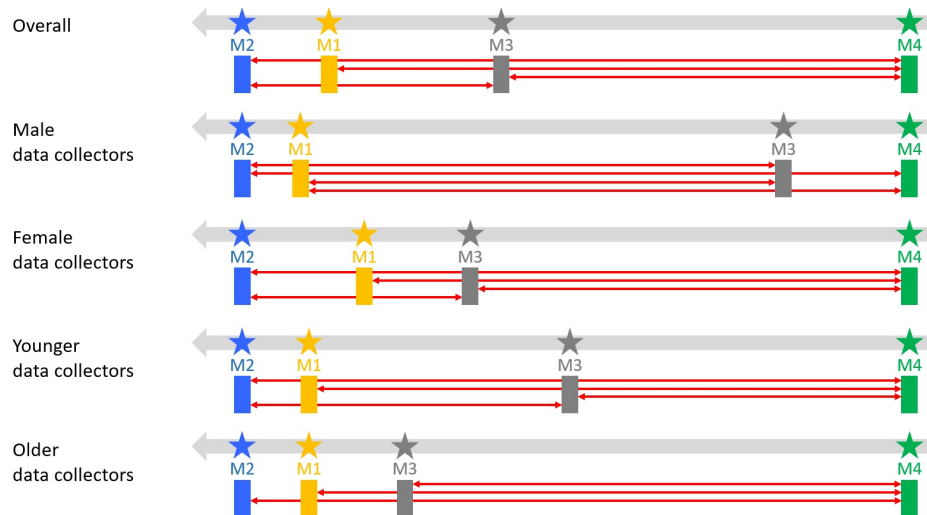 Overall
M2 M1 M3 M4
Male
data collectors
M2 M1 M3 M4
Female
data collectors
M2 M1 M3 M4
Younger
data collectors
M2 M1 M3 M4
Older
data collectors
M2 M1 M3 M4